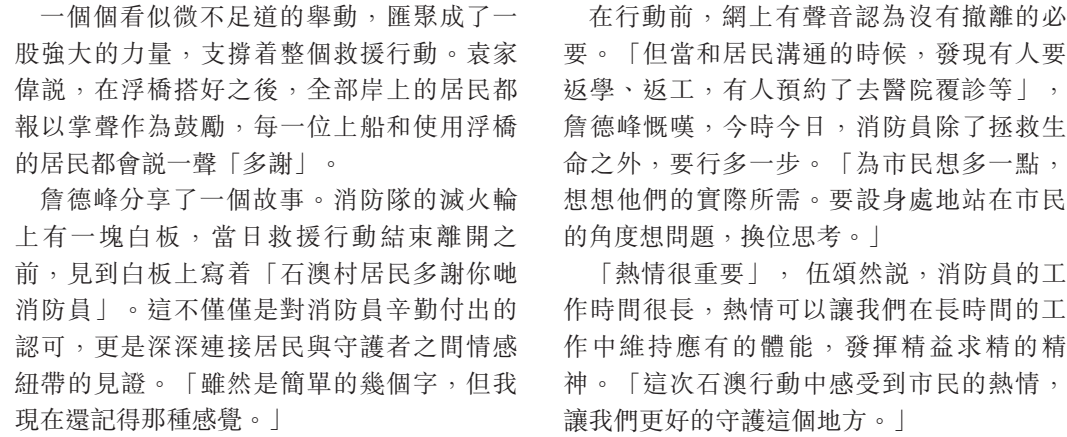 一個個看似微不足道的舉動，匯聚成了一
股強大的力量，支撐着整個救援行動。袁家
偉説，在浮橋搭好之後，全部岸上的居民都
報以掌聲作為鼓勵，每一位上船和使用浮橋
的居民都會説一聲「多謝」。
詹德峰分享了一個故事。消防隊的滅火輪
上有一塊白板，當日救援行動結束離開之
前，見到白板上寫着「石澳村居民多謝你哋
消防員」。這不僅僅是對消防員辛勤付出的
認可，更是深深連接居民與守護者之間情感
紐帶的見證。「雖然是簡單的幾個字，但我
現在還記得那種感覺。」
在行動前，網上有聲音認為沒有撤離的必
要。「但當和居民溝通的時候，發現有人要
返學、返工，有人預約了去醫院覆診等」，
詹德峰慨嘆，今時今日，消防員除了拯救生
命之外，要行多一步。「為市民想多一點，
想想他們的實際所需。要設身處地站在市民
的角度想問題，換位思考。」
「熱情很重要」， 伍頌然説，消防員的工
作時間很長，熱情可以讓我們在長時間的工
作中維持應有的體能，發揮精益求精的精
神。「這次石澳行動中感受到市民的熱情，
讓我們更好的守護這個地方。」